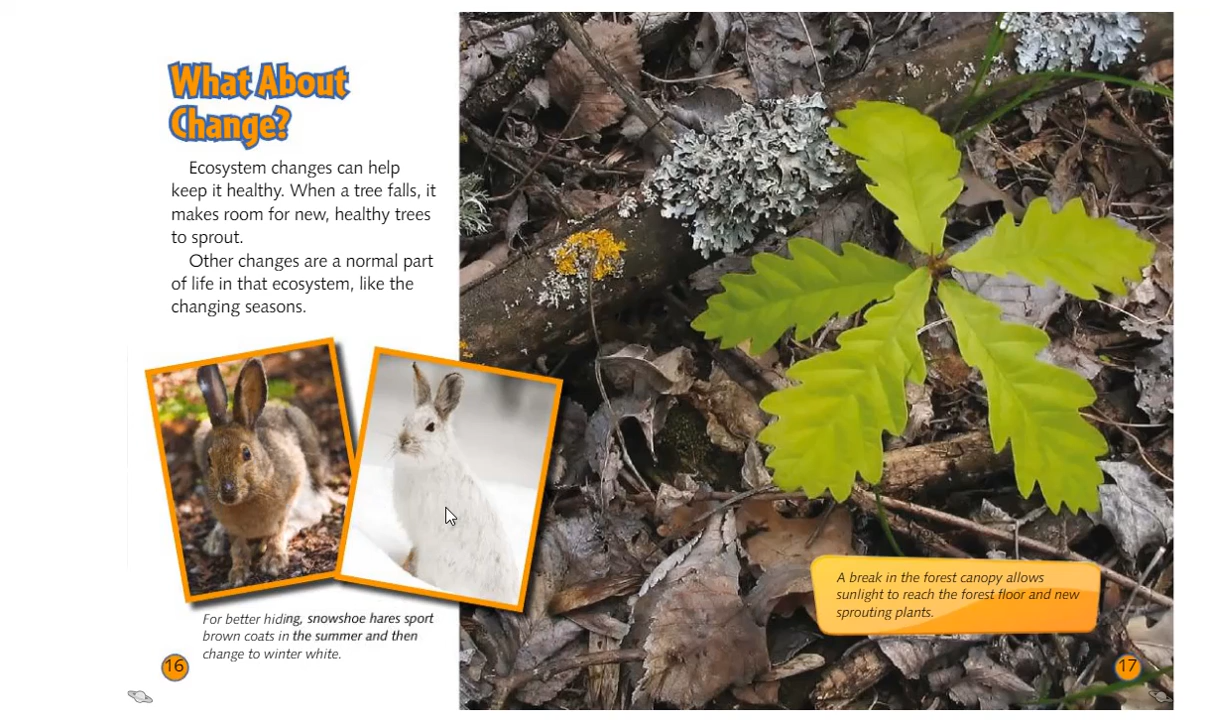 What About
Change?
Ecosystem changes can help
keep it healthy. When a tree falls, it
makes room for new, healthy trees
to sprout.
Other changes are a normal part
of life in that ecosystem, like the
changing seasons.
For better hiding, snowshoe hares sport
brown coats in the summer and then
change to winter white.
16
A break in the forest canopy allows
sunlight to reach the forest floor and new
sprouting plants.
17